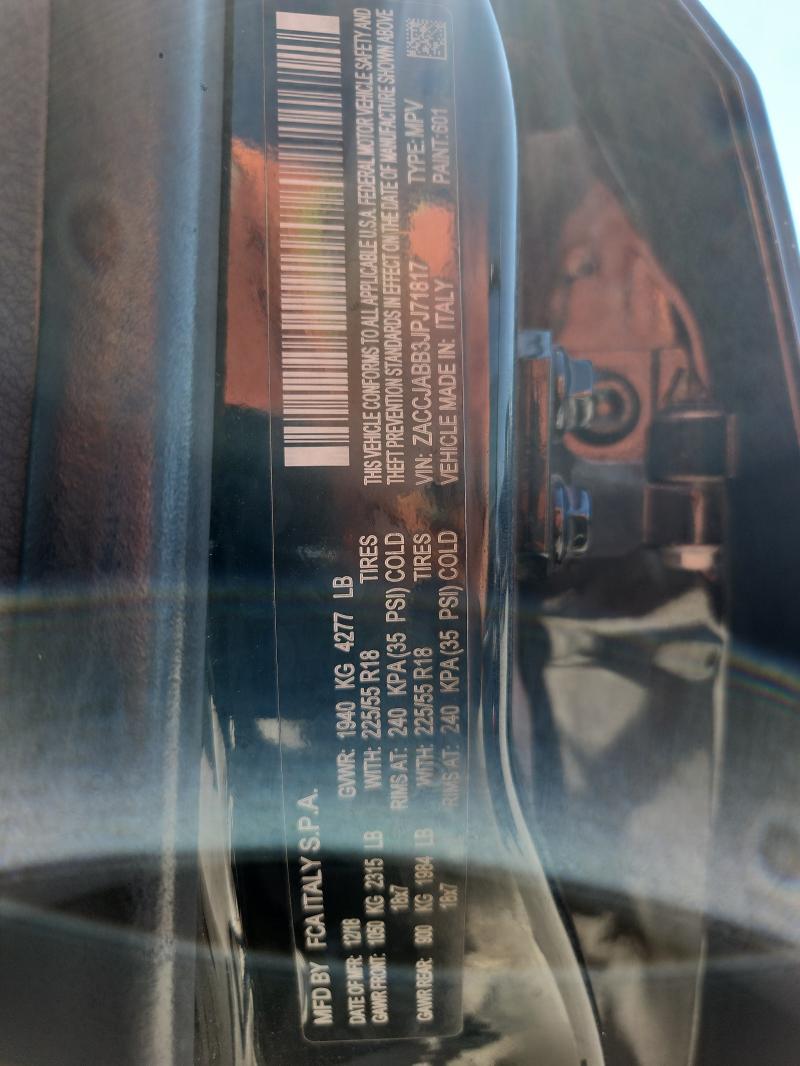 MFD BY FCA ITALY S.P.A.
DATE OF MFR: 12/18 GVWR: 1940 KG 4277 LB
GAWR FRONT: 1050 KG 2315 LB WITH: 225/55 R18 TIRES
18x7 RIMS AT: 240 KPA (35 PSI) COLD
GAWR REAR: 900 KG 1984 LB WITH: 225/55 R18 TIRES
18x7 RIMS AT: 240 KPA (35 PSI) COLD
THIS VEHICLE CONFORMS TO ALL APPLICABLE U.S.A. FEDERAL MOTOR VEHICLE SAFETY AND
THEFT PREVENTION STANDARDS IN EFFECT ON THE DATE OF MANUFACTURE SHOWN ABOVE
VIN: ZACCJABB3JPJ71817 TYPE: MPV
VEHICLE MADE IN: ITALY PAINT: 601